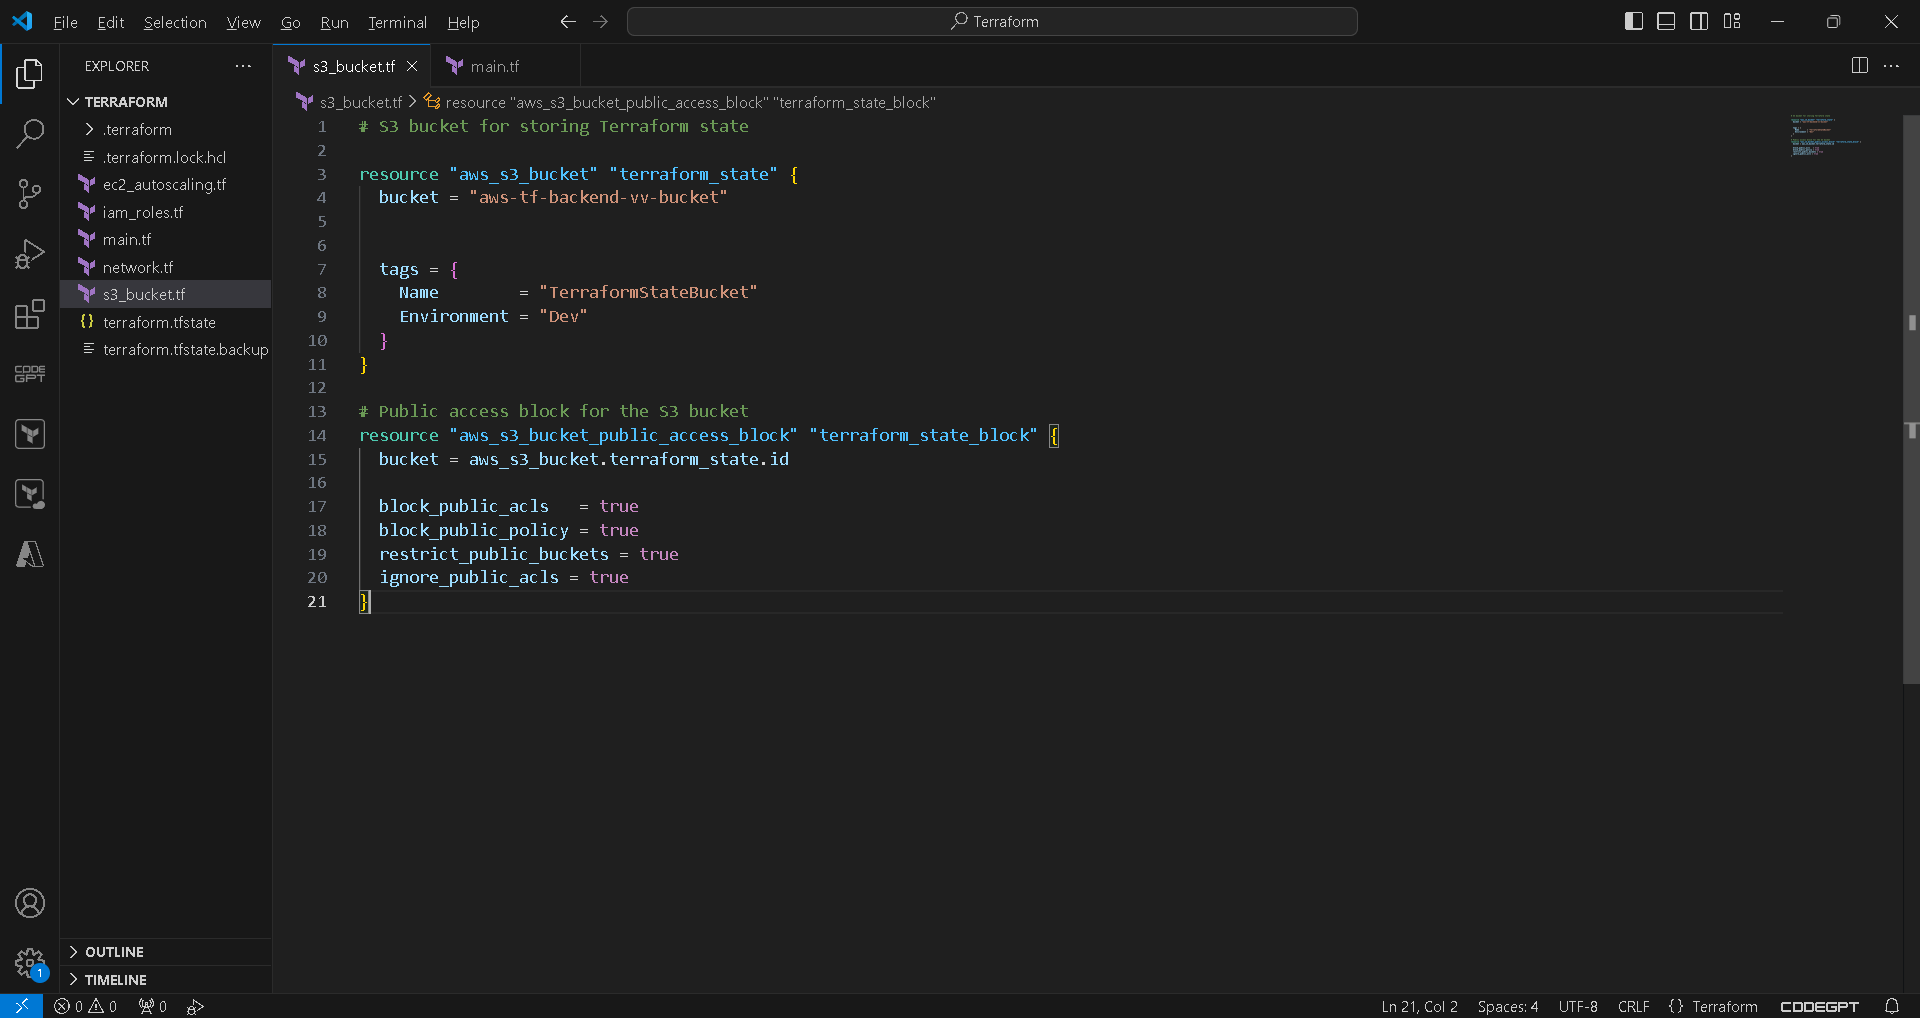 File Edit Selection View Go Run Terminal Help
Terraform
EXPLORER
s3_bucket.tf
main.tf
TERRAFORM
.terraform
.terraform.lock.hcl
ec2_autoscaling.tf
iam_roles.tf
main.tf
network.tf
s3_bucket.tf
terraform.tfstate
terraform.tfstate.backup
CODE
GPT
OUTLINE
TIMELINE
1
s3_bucket.tf > resource "aws_s3_bucket_public_access_block" "terraform_state_block"
1 # S3 bucket for storing Terraform state
2
3 resource "aws_s3_bucket" "terraform_state" {
4 bucket = "aws-tf-backend-vv-bucket"
5
6
7 tags = {
8 Name = "TerraformStateBucket"
9 Environment = "Dev"
10 }
11 }
12
13 # Public access block for the S3 bucket
14 resource "aws_s3_bucket_public_access_block" "terraform_state_block" {
15 bucket = aws_s3_bucket.terraform_state.id
16
17 block_public_acls = true
18 block_public_policy = true
19 restrict_public_buckets = true
20 ignore_public_acls = true
21 }
0 0 0
Ln 21, Col 2 Spaces: 4 UTF-8 CRLF {} Terraform CODEGPT